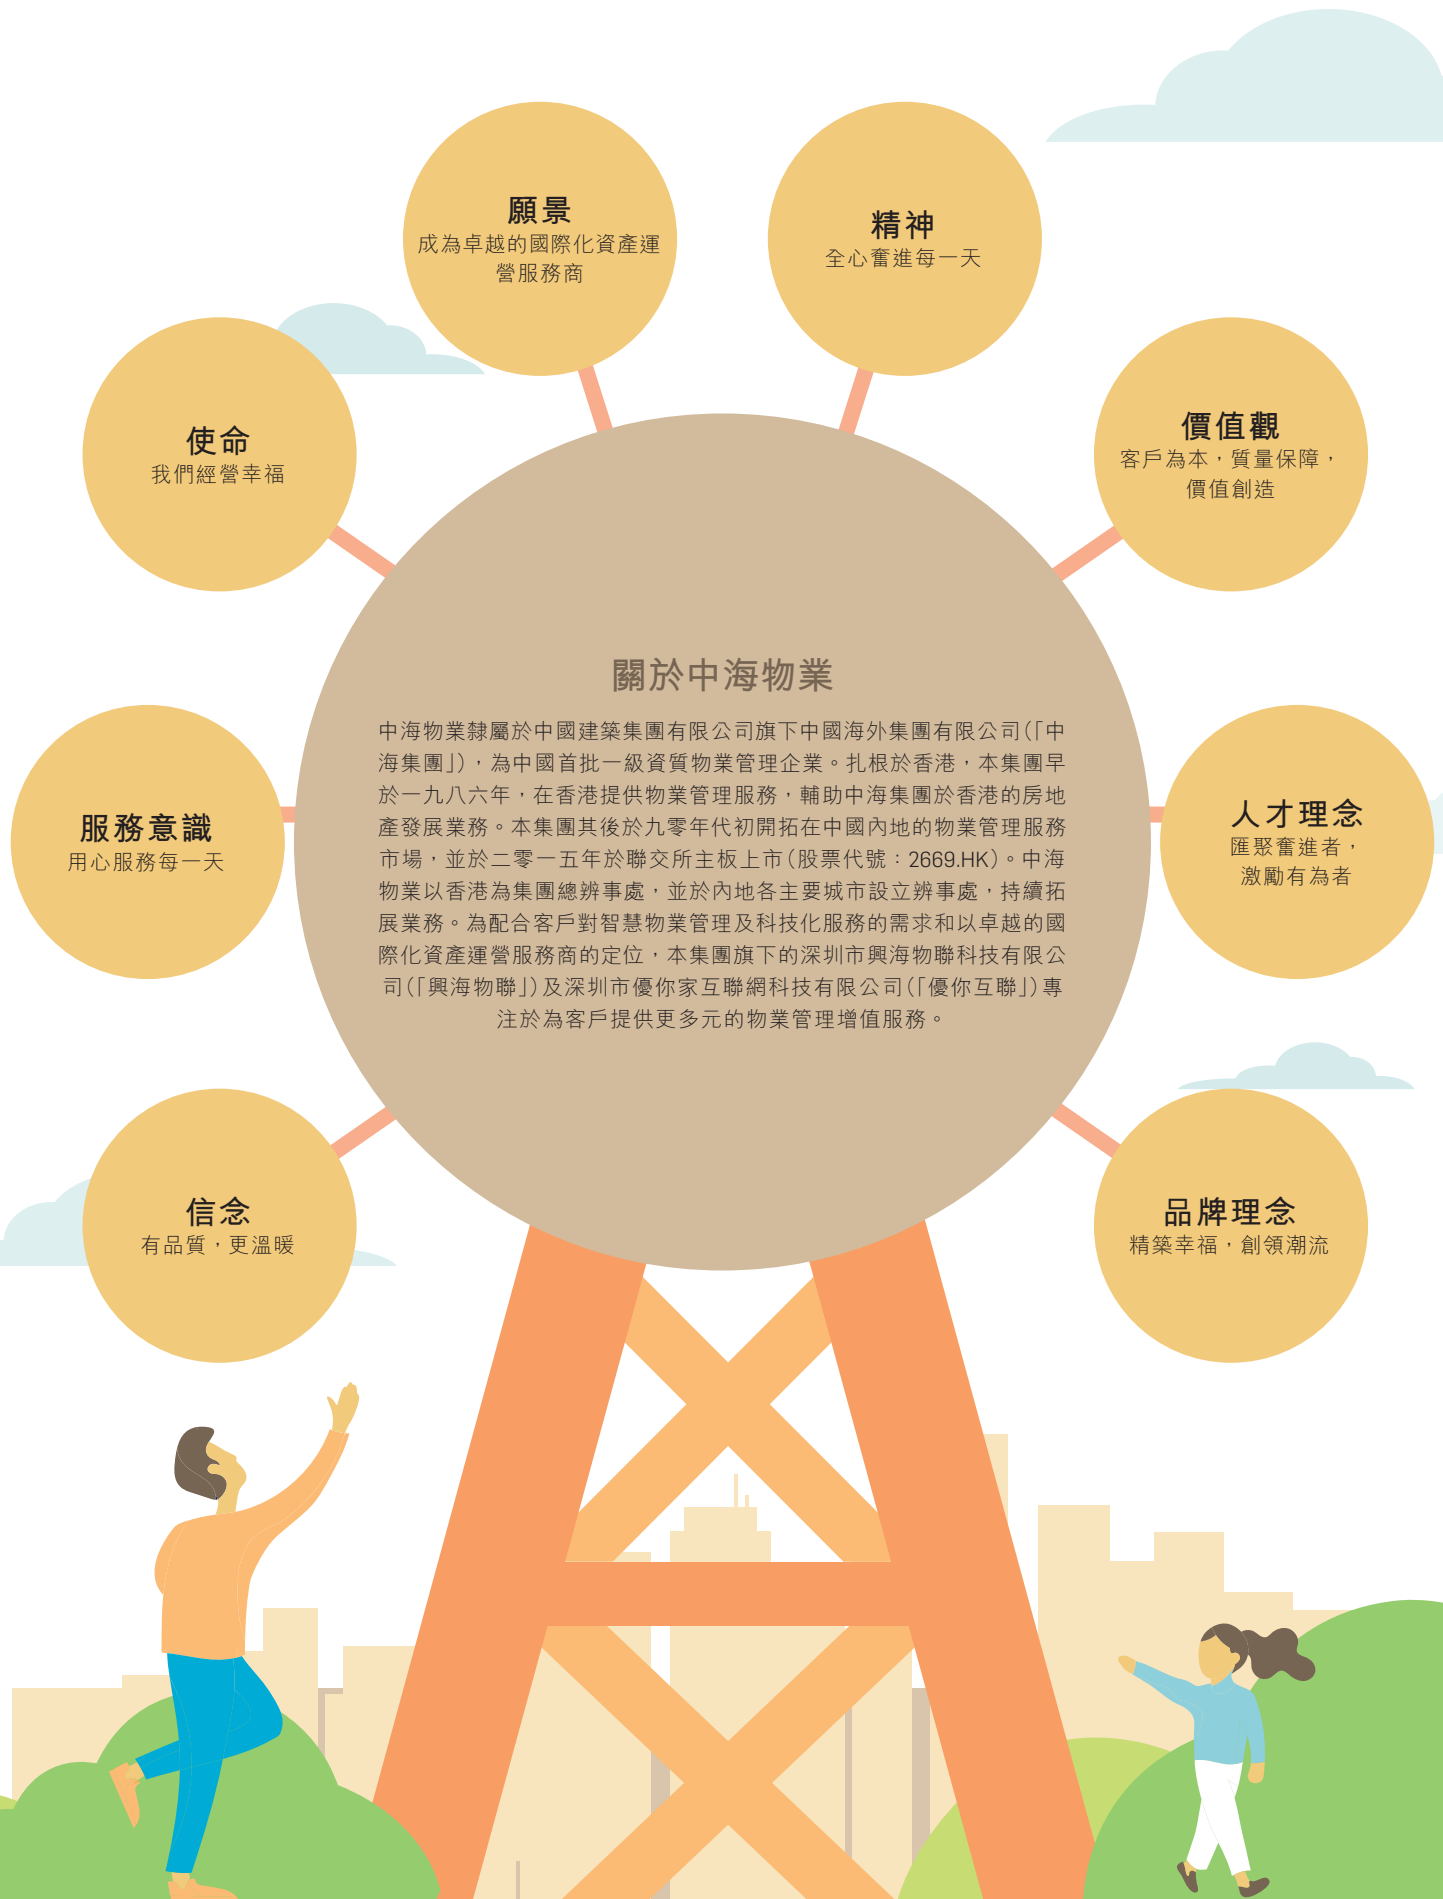 願景
成為卓越的國際化資產運
營服務商
精神
全心奮進每一天
使命
我們經營幸福
價值觀
客戶為本，質量保障，
價值創造
關於中海物業
中海物業隸屬於中國建築集團有限公司旗下中國海外集團有限公司（「中
海集團」），為中國首批一級資質物業管理企業。扎根於香港，本集團早
於一九八六年，在香港提供物業管理服務，輔助中海集團於香港的房地
產發展業務。本集團其後於九零年代初開拓在中國內地的物業管理服務
市場，並於二零一五年於聯交所主板上市（股票代號：2669.HK）。中海
物業以香港為集團總辦事處，並於內地各主要城市設立辦事處，持續拓
展業務。為配合客戶對智慧物業管理及科技化服務的需求和以卓越的國
際化資產運營服務商的定位，本集團旗下的深圳市興海物聯科技有限公
司（「興海物聯」）及深圳市優你家互聯網科技有限公司（「優你互聯」）專
注於為客戶提供更多元的物業管理增值服務。
服務意識
用心服務每一天
人才理念
匯聚奮進者，
激勵有為者
信念
有品質，更溫暖
品牌理念
精築幸福，創領潮流